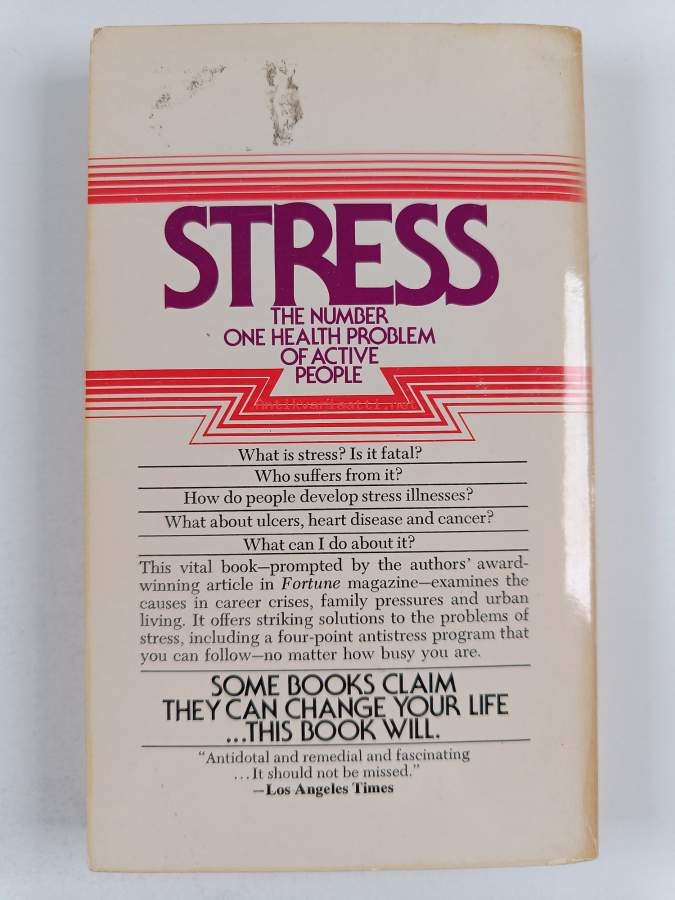 STRESS
THE NUMBER
ONE HEALTH PROBLEM
OF ACTIVE
PEOPLE
Antikvariaatti.net
What is stress? Is it fatal?
Who suffers from it?
How do people develop stress illnesses?
What about ulcers, heart disease and cancer?
What can I do about it?
This vital book—prompted by the authors’ award-
winning article in Fortune magazine—examines the
causes in career crises, family pressures and urban
living. It offers striking solutions to the problems of
stress, including a four-point antistress program that
you can follow—no matter how busy you are.
SOME BOOKS CLAIM
THEY CAN CHANGE YOUR LIFE
...THIS BOOK WILL.
“Antidotal and remedial and fascinating
...It should not be missed.”
—Los Angeles Times